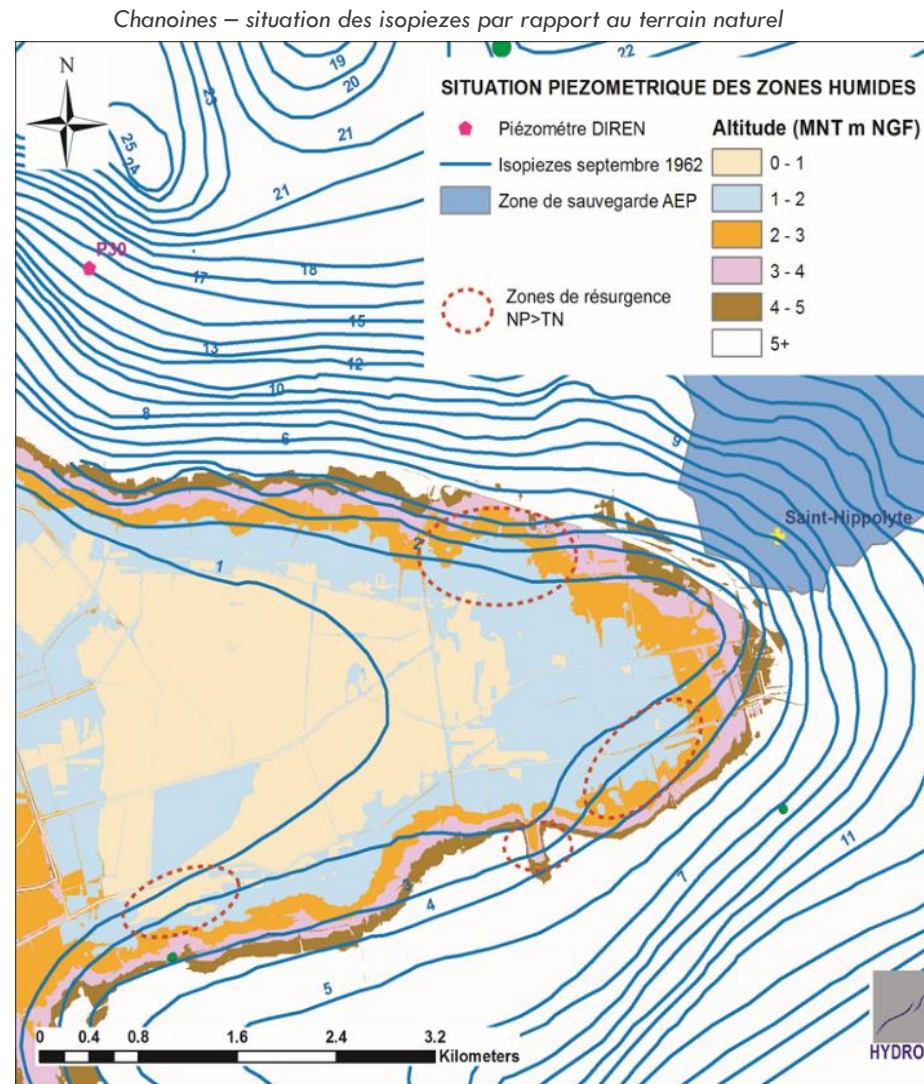 Chanoines – situation des isopiezes par rapport au terrain naturel
N
SITUATION PIEZOMETRIQUE DES ZONES HUMIDES
Piézométre DIREN
Isopiezes septembre 1962
Zone de sauvegarde AEP
Zones de résurgence
NP>TN
Altitude (MNT m NGF)
0 - 1
1 - 2
2 - 3
3 - 4
4 - 5
5+
19
20
21
22
23
25
24
21
P30
17
18
15
13
12
10
8
6
9
Saint-Hippolyte
2
1
3
4
7
11
5
0 0.4 0.8 1.6 2.4 3.2
Kilometers
HYDRO